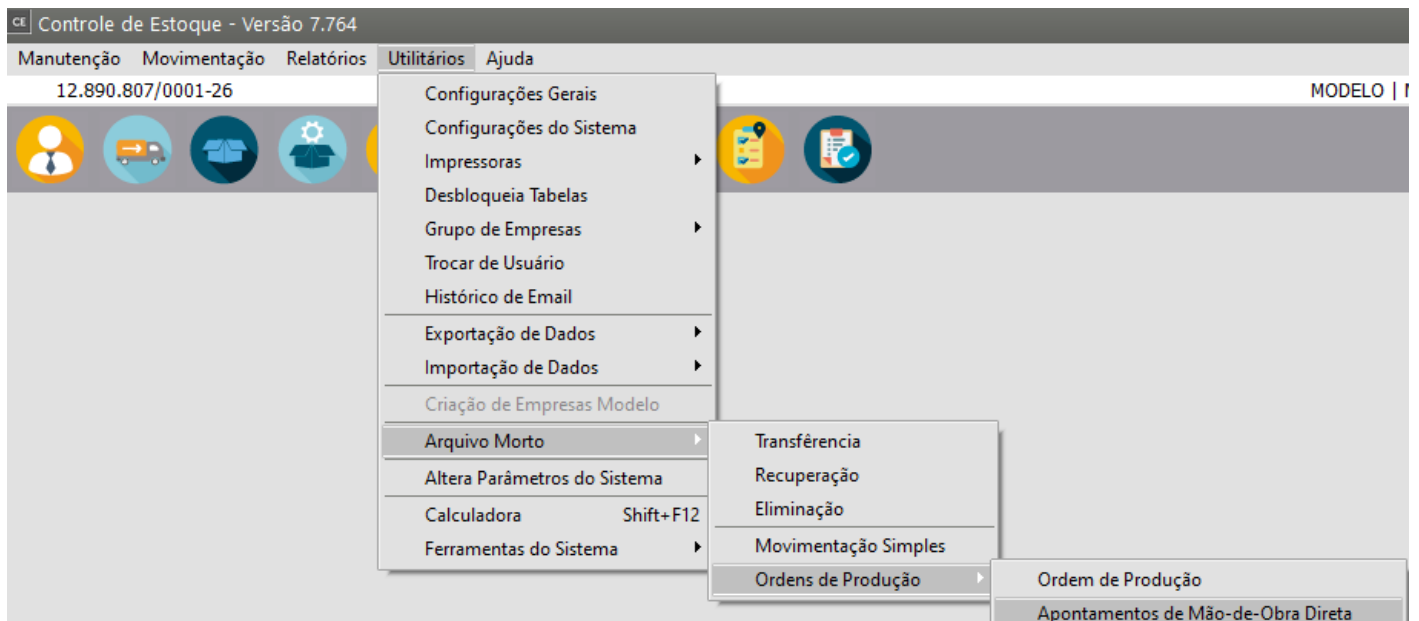 CE Controle de Estoque - Versão 7.764
Manutenção Movimentação Relatórios Utilitários Ajuda
12.890.807/0001-26 MODELO |
Configurações Gerais
Configurações do Sistema
Impressoras
Desbloqueia Tabelas
Grupo de Empresas
Trocar de Usuário
Histórico de Email
Exportação de Dados
Importação de Dados
Criação de Empresas Modelo
Arquivo Morto
Altera Parâmetros do Sistema
Calculadora Shift+F12
Ferramentas do Sistema
Transfêrencia
Recuperação
Eliminação
Movimentação Simples
Ordens de Produção
Ordem de Produção
Apontamentos de Mão-de-Obra Direta